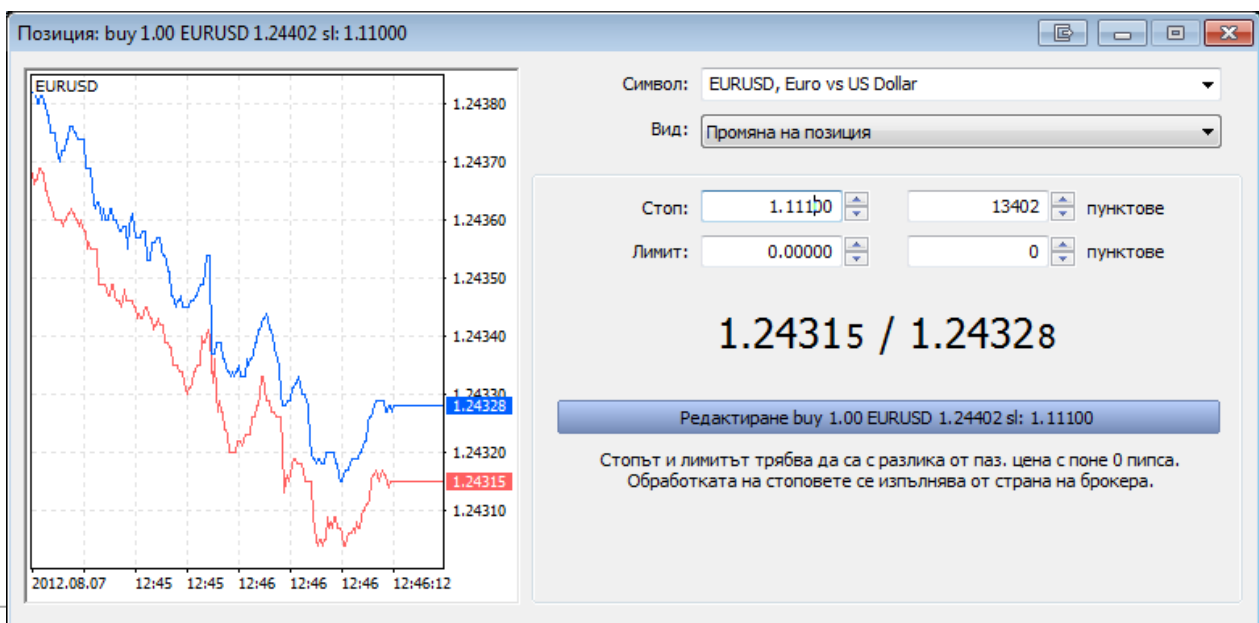 Позиция: buy 1.00 EURUSD 1.24402 sl: 1.11000
EURUSD
1.24380
1.24370
1.24360
1.24350
1.24340
1.24330
1.24328
1.24320
1.24315
1.24310
2012.08.07 12:45 12:45 12:46 12:46 12:46 12:46:12
Символ: EURUSD, Euro vs US Dollar
Вид: Промяна на позиция
Стоп: 1.11100 13402 пунктове
Лимит: 0.00000 0 пунктове
1.24315 / 1.24328
Редактиране buy 1.00 EURUSD 1.24402 sl: 1.11100
Стопът и лимитът трябва да са с разлика от паз. цена с поне 0 пипса.
Обработката на стоповете се изпълнява от страна на брокера.